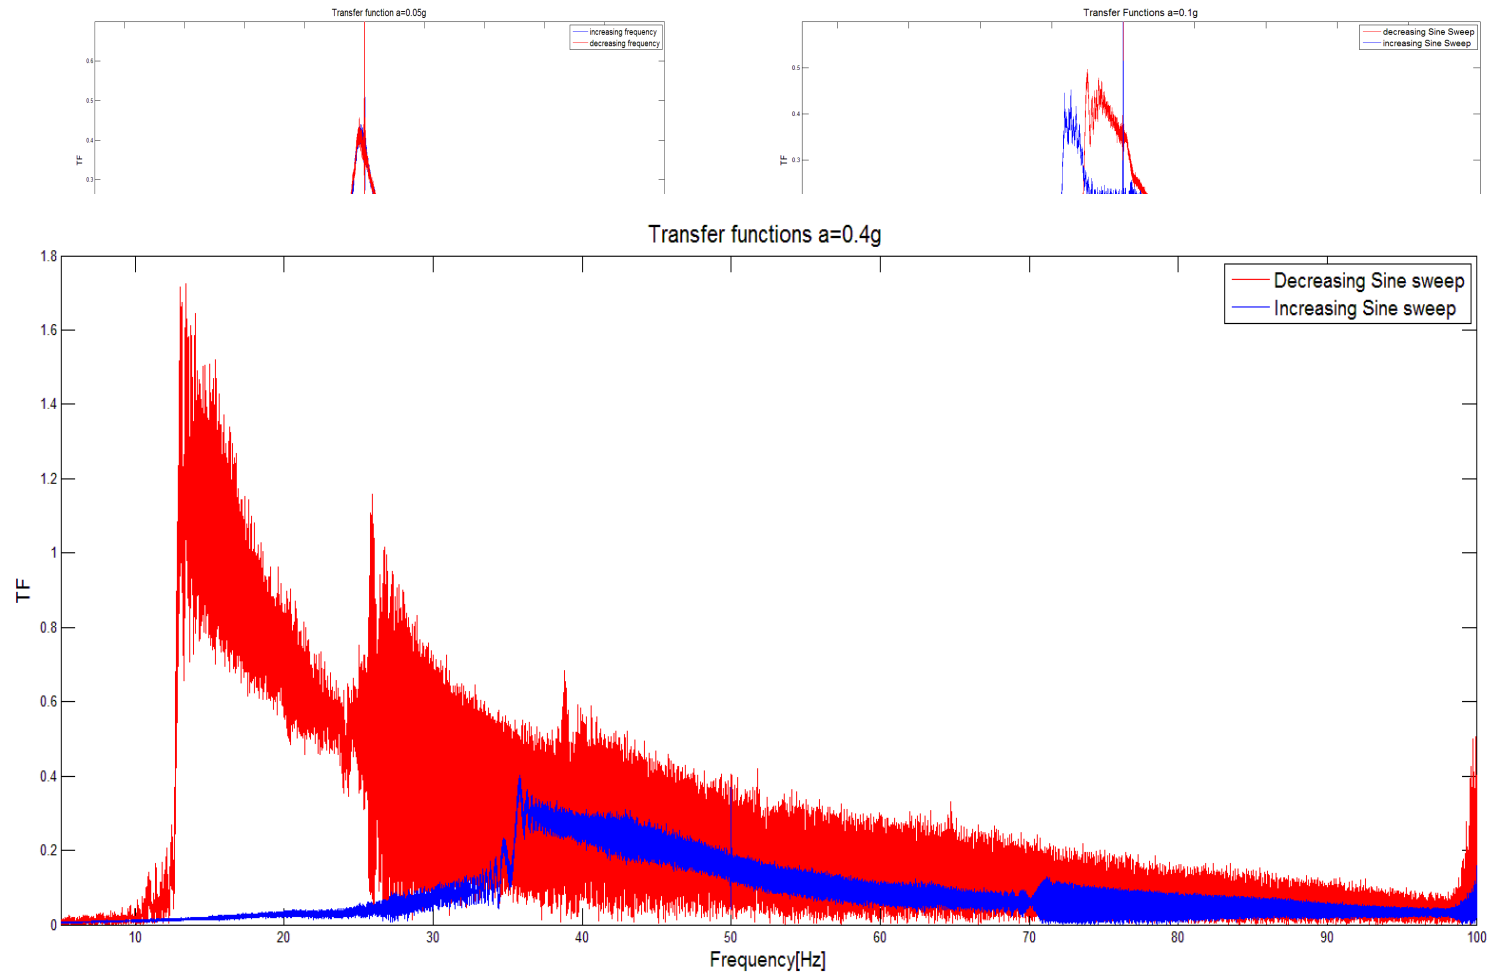 Transfer function a=0.05g
increasing frequency
decreasing frequency
0.6
0.5
0.4
0.3
TF
Transfer Functions a=0.1g
decreasing Sine Sweep
increasing Sine Sweep
0.5
0.4
0.3
TF
Transfer functions a=0.4g
Decreasing Sine sweep
Increasing Sine sweep
1.8
1.6
1.4
1.2
1
0.8
0.6
0.4
0.2
0
TF
10 20 30 40 50 60 70 80 90 100
Frequency[Hz]